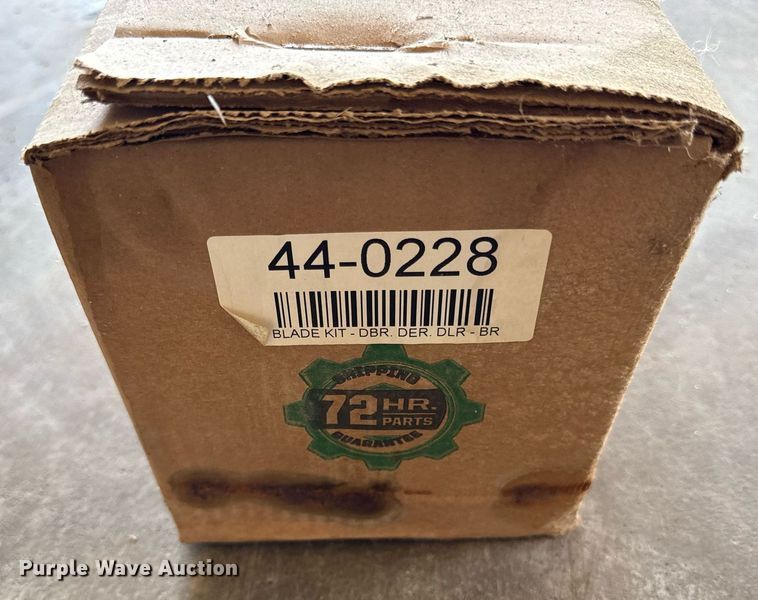 44-0228
BLADE KIT - DBR. DER. DLR - BR
SHIPPING
72 HR.
PARTS
GUARANTEE
Purple Wave Auction